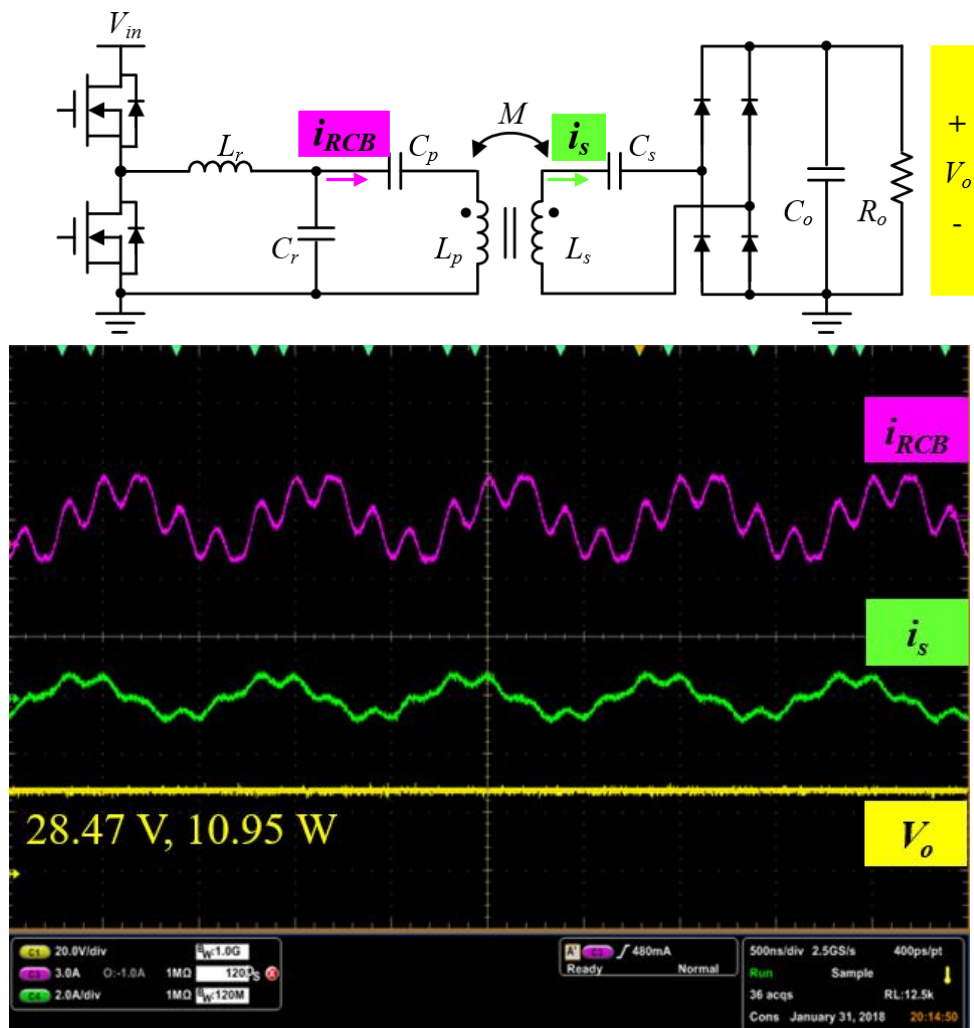 V_in
i_RCB
i_s
M
L_r
C_p
C_s
+
V_o
-
C_r
L_p
L_s
C_o
R_o
i_RCB
i_s
28.47 V, 10.95 W
V_o
C1 20.0V/div B_W:1.0G
C3 3.0A O:-1.0A 1MΩ
C4 2.0A/div 1MΩ B_W:120M
A' C3 480mA
Ready Normal
500ns/div 2.5GS/s 400ps/pt
Run Sample
36 acqs RL:12.5k
Cons January 31, 2018 20:14:50